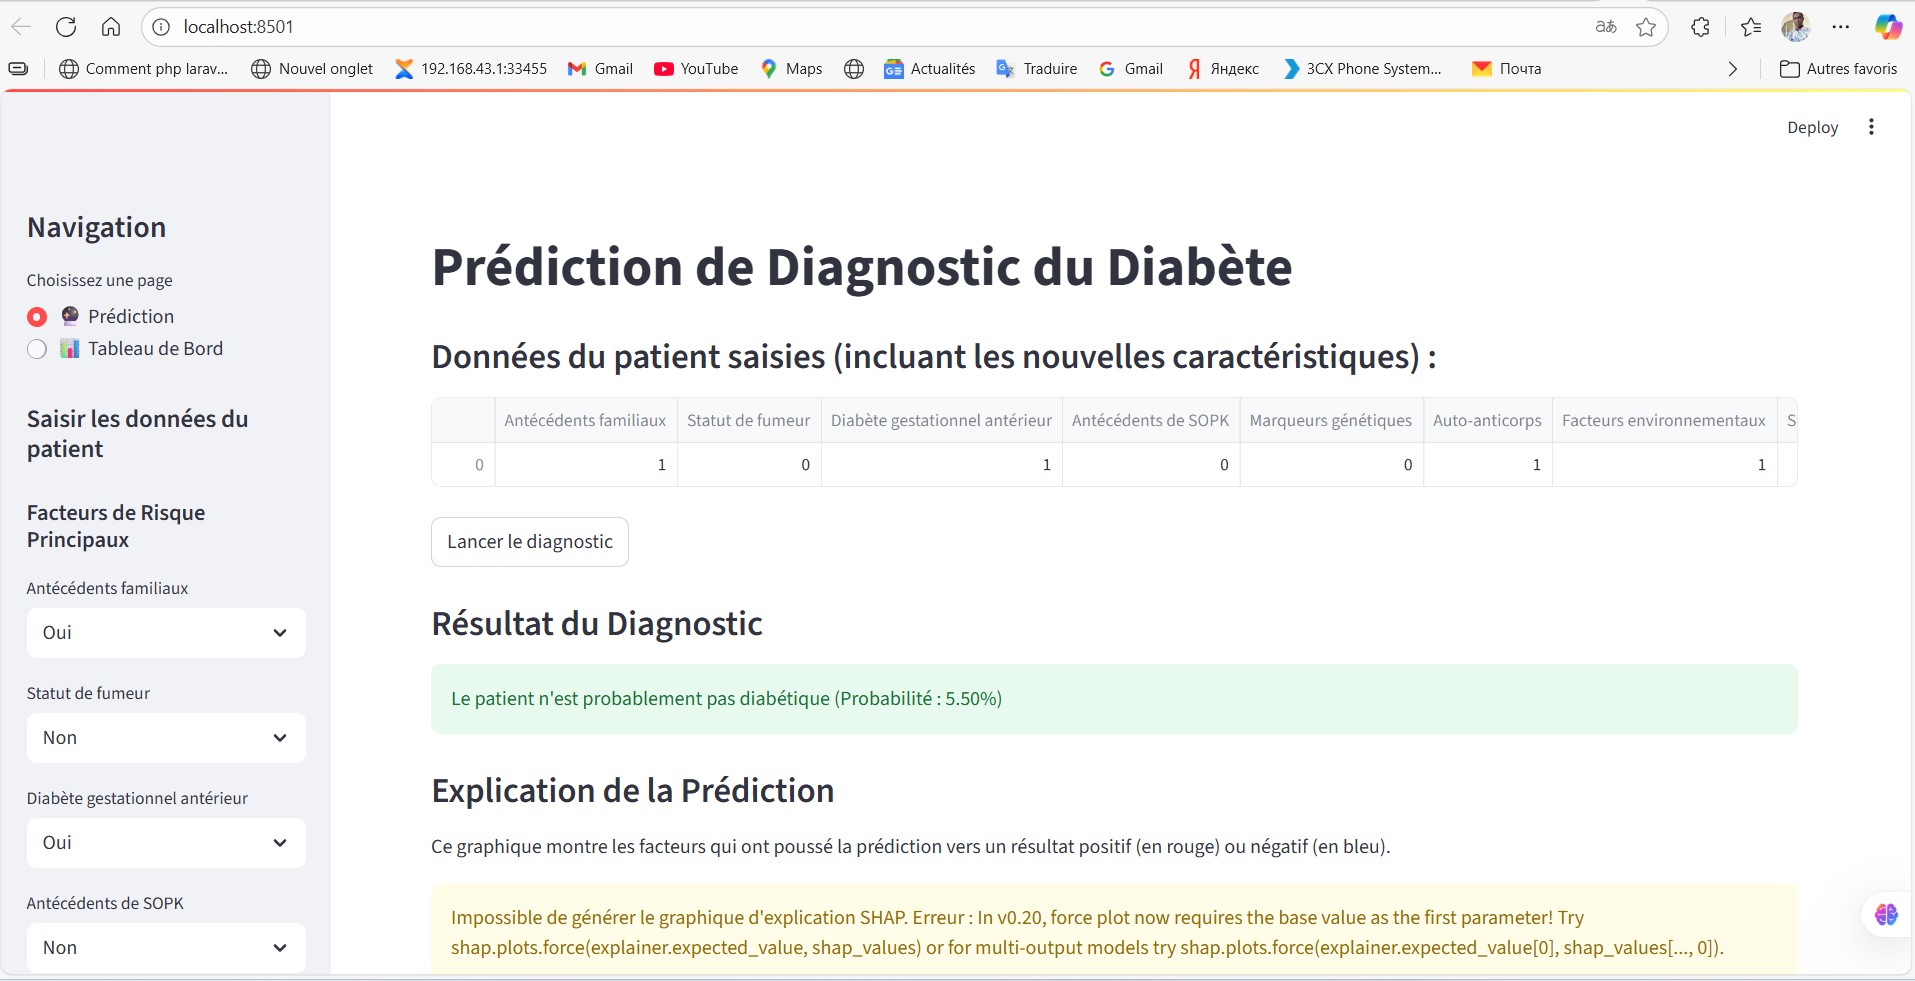 localhost:8501
Comment php larav...
Nouvel onglet
192.168.43.1:33455
Gmail
YouTube
Maps
Actualités
Traduire
Gmail
Яндекс
3CX Phone System...
Почта
Autres favoris
Deploy
Navigation
Choisissez une page
Prédiction
Tableau de Bord
Saisir les données du
patient
Facteurs de Risque
Principaux
Antécédents familiaux
Oui
Statut de fumeur
Non
Diabète gestationnel antérieur
Oui
Antécédents de SOPK
Non
Prédiction de Diagnostic du Diabète
Données du patient saisies (incluant les nouvelles caractéristiques) :
Antécédents familiaux Statut de fumeur Diabète gestationnel antérieur Antécédents de SOPK Marqueurs génétiques Auto-anticorps Facteurs environnementaux S
0 1 0 1 0 0 1 1
Lancer le diagnostic
Résultat du Diagnostic
Le patient n'est probablement pas diabétique (Probabilité : 5.50%)
Explication de la Prédiction
Ce graphique montre les facteurs qui ont poussé la prédiction vers un résultat positif (en rouge) ou négatif (en bleu).
Impossible de générer le graphique d'explication SHAP. Erreur : In v0.20, force plot now requires the base value as the first parameter! Try
shap.plots.force(explainer.expected_value, shap_values) or for multi-output models try shap.plots.force(explainer.expected_value[0], shap_values[..., 0]).